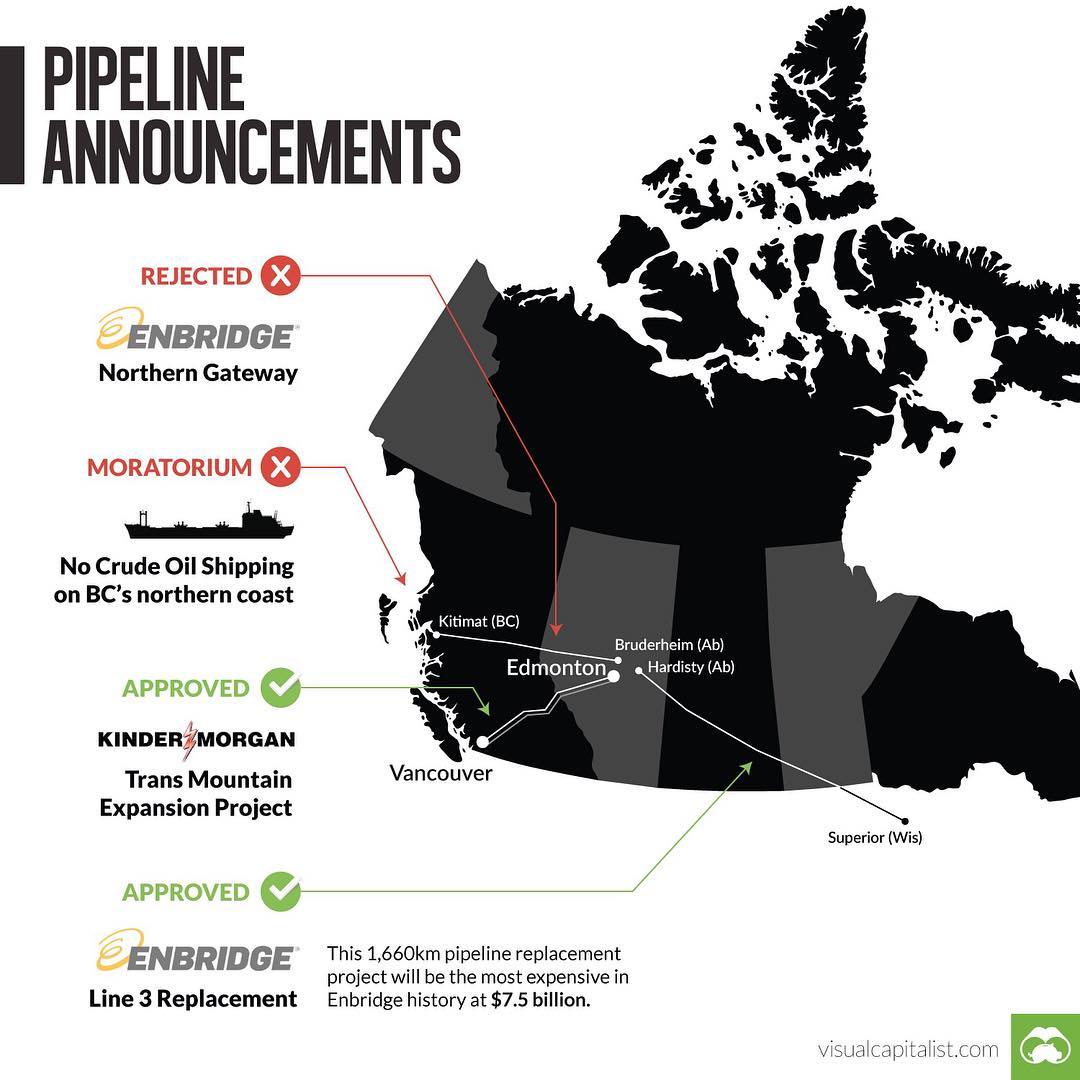 PIPELINE
ANNOUNCEMENTS
REJECTED
ENBRIDGE
Northern Gateway
MORATORIUM
No Crude Oil Shipping
on BC's northern coast
Kitimat (BC)
Bruderheim (Ab)
Edmonton
Hardisty (Ab)
APPROVED
KINDER MORGAN
Trans Mountain
Expansion Project
Vancouver
Superior (Wis)
APPROVED
ENBRIDGE
Line 3 Replacement
This 1,660km pipeline replacement
project will be the most expensive in
Enbridge history at $7.5 billion.
visualcapitalist.com